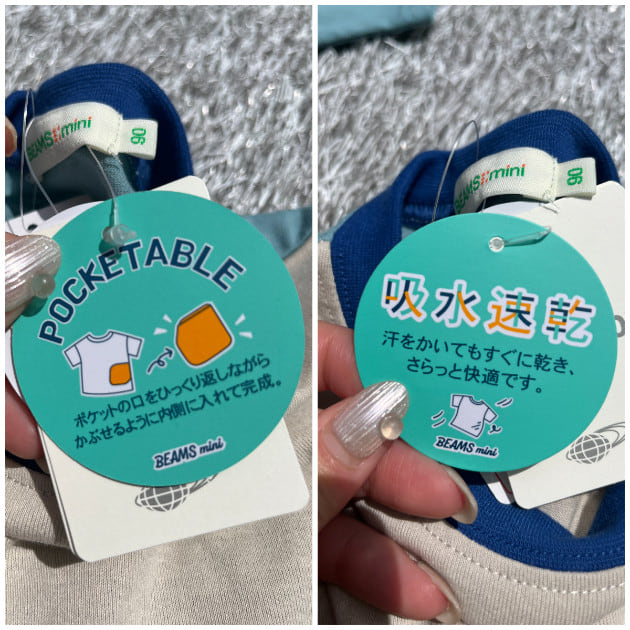 BEAMS mini
90
POCKETABLE
ポケットの口をひっくり返しながら
かぶせるように内側に入れて完成。
BEAMS mini
BEAMS mini
90
吸水速乾
汗をかいてもすぐに乾き、
さらっと快適です。
BEAMS mini